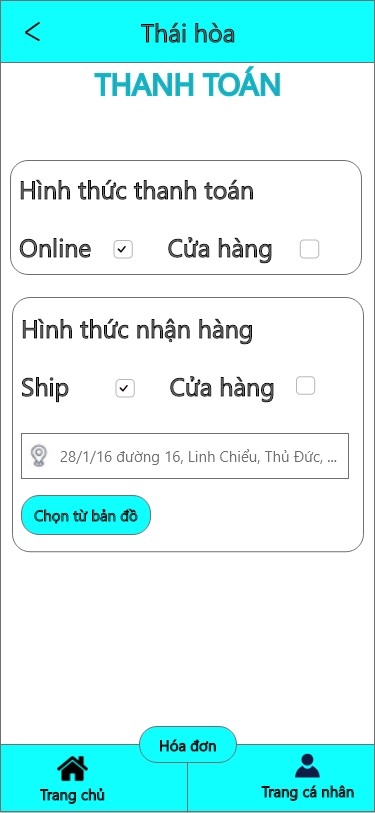 Thái hòa
THANH TOÁN
Hình thức thanh toán
Online Cửa hàng
Hình thức nhận hàng
Ship Cửa hàng
28/1/16 đường 16, Linh Chiểu, Thủ Đức, ...
Chọn từ bản đồ
Hóa đơn
Trang chủ Trang cá nhân